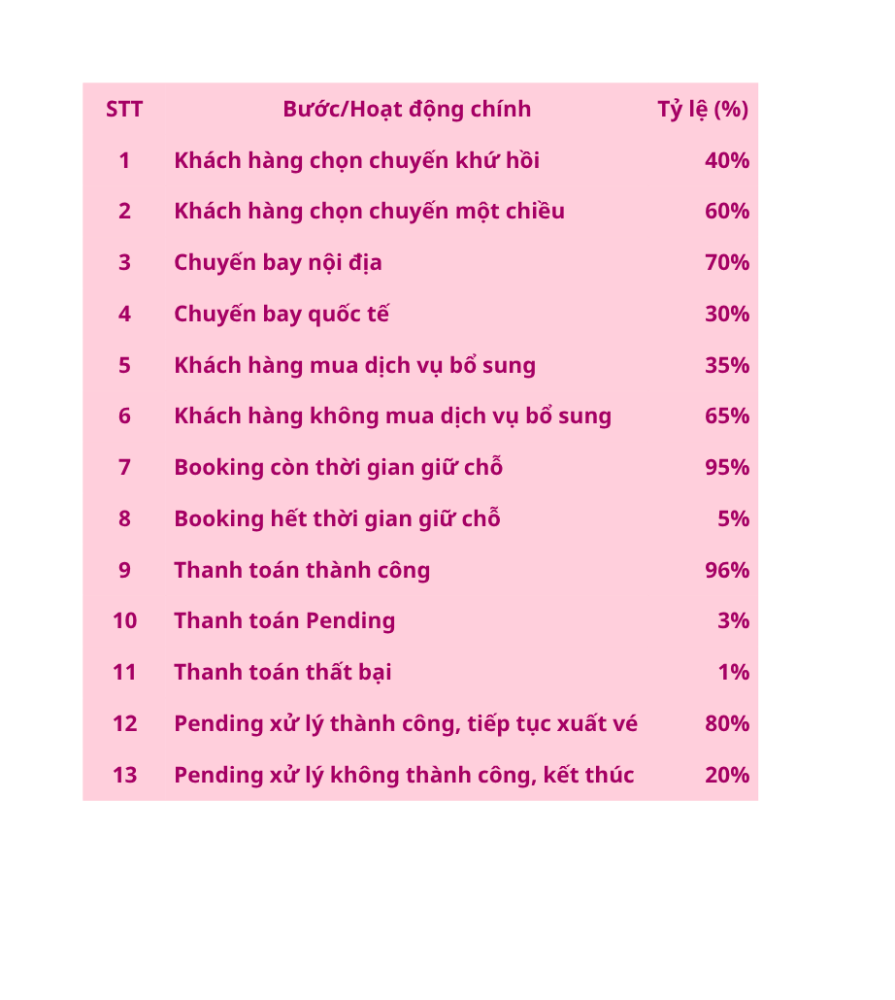 STT Bước/Hoạt động chính Tỷ lệ (%)
1 Khách hàng chọn chuyến khứ hồi 40%
2 Khách hàng chọn chuyến một chiều 60%
3 Chuyến bay nội địa 70%
4 Chuyến bay quốc tế 30%
5 Khách hàng mua dịch vụ bổ sung 35%
6 Khách hàng không mua dịch vụ bổ sung 65%
7 Booking còn thời gian giữ chỗ 95%
8 Booking hết thời gian giữ chỗ 5%
9 Thanh toán thành công 96%
10 Thanh toán Pending 3%
11 Thanh toán thất bại 1%
12 Pending xử lý thành công, tiếp tục xuất vé 80%
13 Pending xử lý không thành công, kết thúc 20%